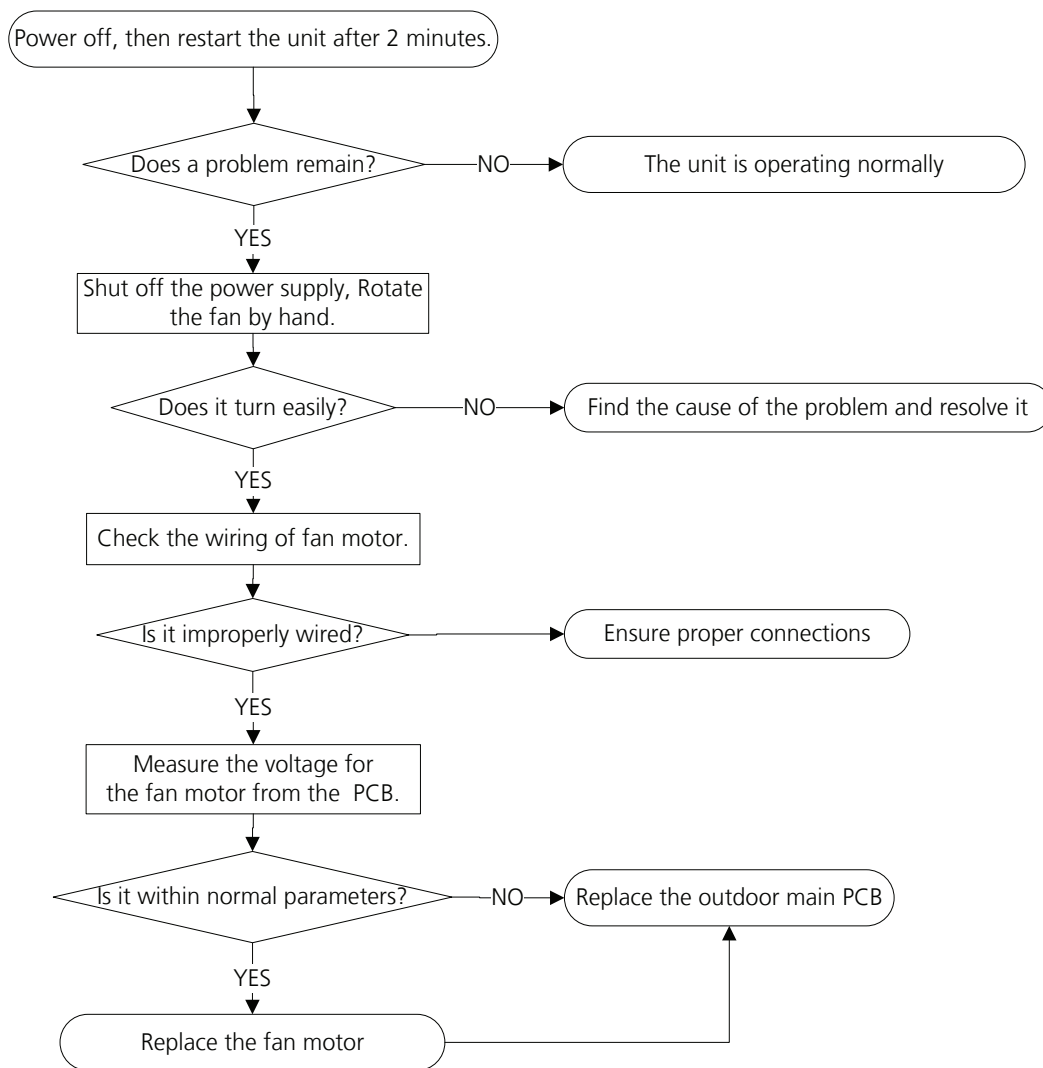 Power off, then restart the unit after 2 minutes.
Does a problem remain?
NO
The unit is operating normally
YES
Shut off the power supply, Rotate
the fan by hand.
Does it turn easily?
NO
Find the cause of the problem and resolve it
YES
Check the wiring of fan motor.
Is it improperly wired?
Ensure proper connections
YES
Measure the voltage for
the fan motor from the PCB.
Is it within normal parameters?
NO
Replace the outdoor main PCB
YES
Replace the fan motor